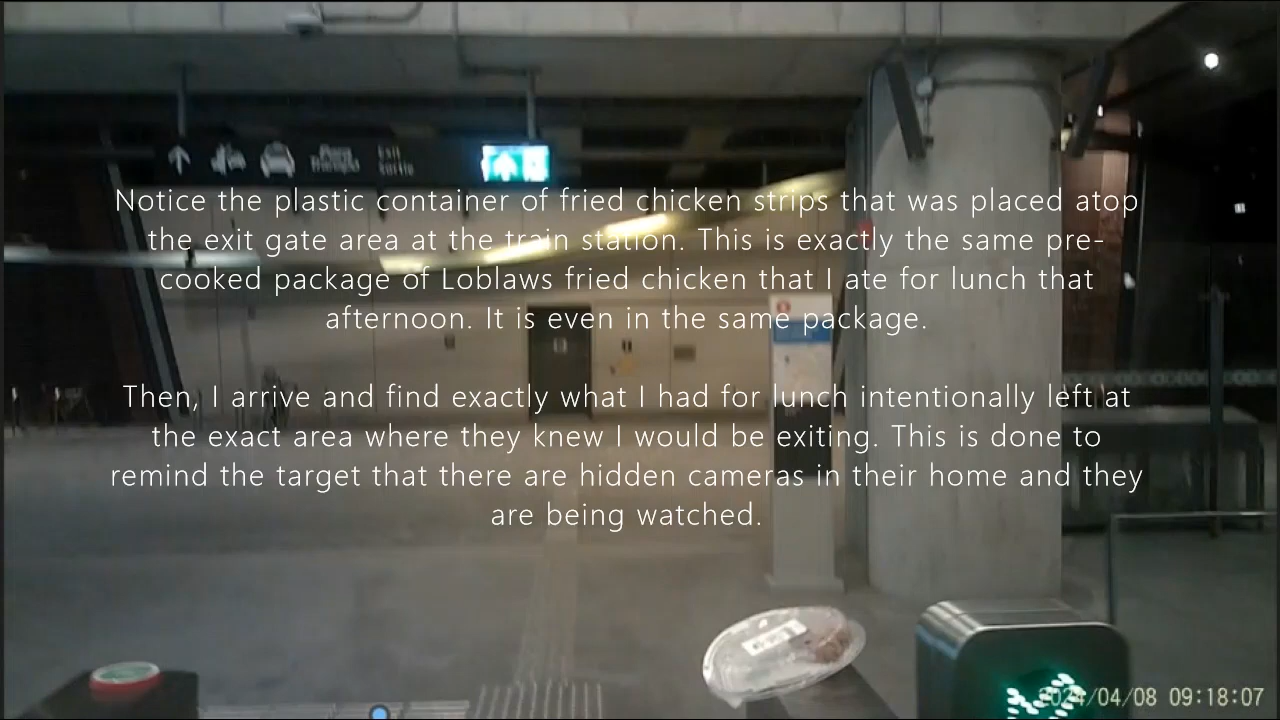 Park
Transpo
Exit
Sortie
Notice the plastic container of fried chicken strips that was placed atop
the exit gate area at the train station. This is exactly the same pre-
cooked package of Loblaws fried chicken that I ate for lunch that
afternoon. It is even in the same package.
Then, I arrive and find exactly what I had for lunch intentionally left at
the exact area where they knew I would be exiting. This is done to
remind the target that there are hidden cameras in their home and they
are being watched.
2024/04/08 09:18:07